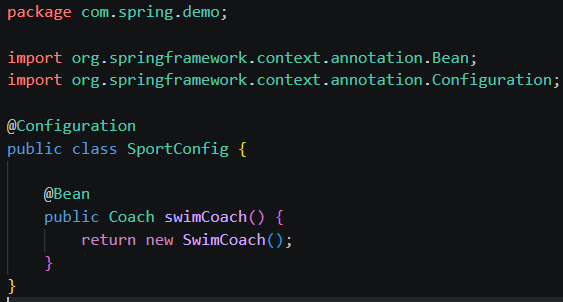 package com.spring.demo;
import org.springframework.context.annotation.Bean;
import org.springframework.context.annotation.Configuration;
@Configuration
public class SportConfig {
@Bean
public Coach swimCoach() {
return new SwimCoach();
}
}